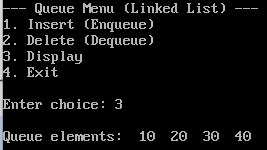 --- Queue Menu (Linked List) ---
1. Insert (Enqueue)
2. Delete (Dequeue)
3. Display
4. Exit
Enter choice: 3
Queue elements:  10  20  30  40